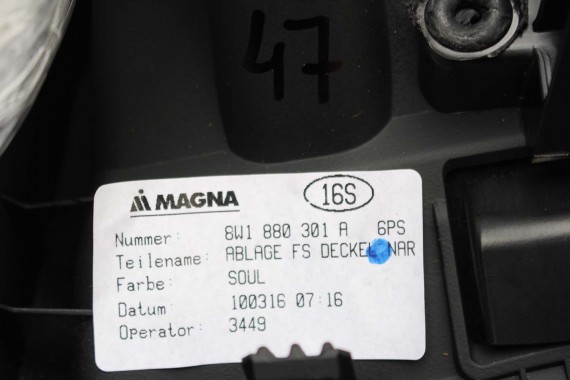 47
MAGNA 16S
Nummer: 8W1 880 301 A 6PS
Teilename: ABLAGE FS DECKEL NAR
Farbe: SOUL
Datum 100316 07:16
Operator: 3449